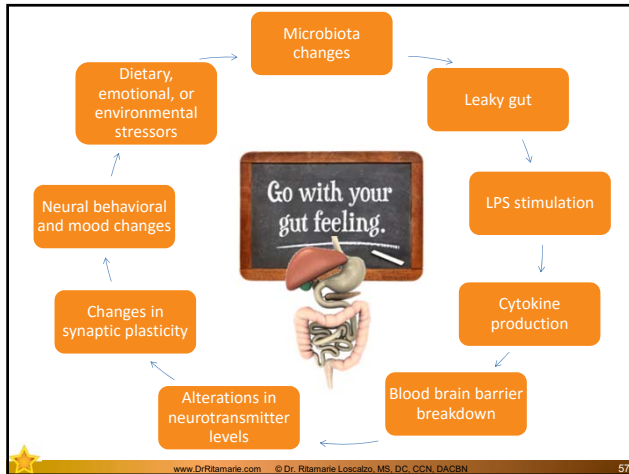 Microbiota
changes
Leaky gut
LPS stimulation
Cytokine
production
Blood brain barrier
breakdown
Alterations in
neurotransmitter
levels
Changes in
synaptic plasticity
Neural behavioral
and mood changes
Dietary,
emotional, or
environmental
stressors
Go with your
gut feeling.
www.DrRitamarie.com © Dr. Ritamarie Loscalzo, MS, DC, CCN, DACBN
57